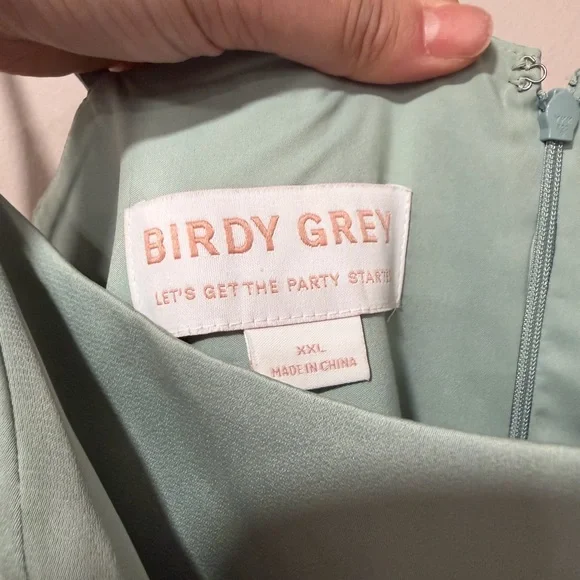 BIRDY GREY
LET'S GET THE PARTY
XXL
MADE IN CHINA